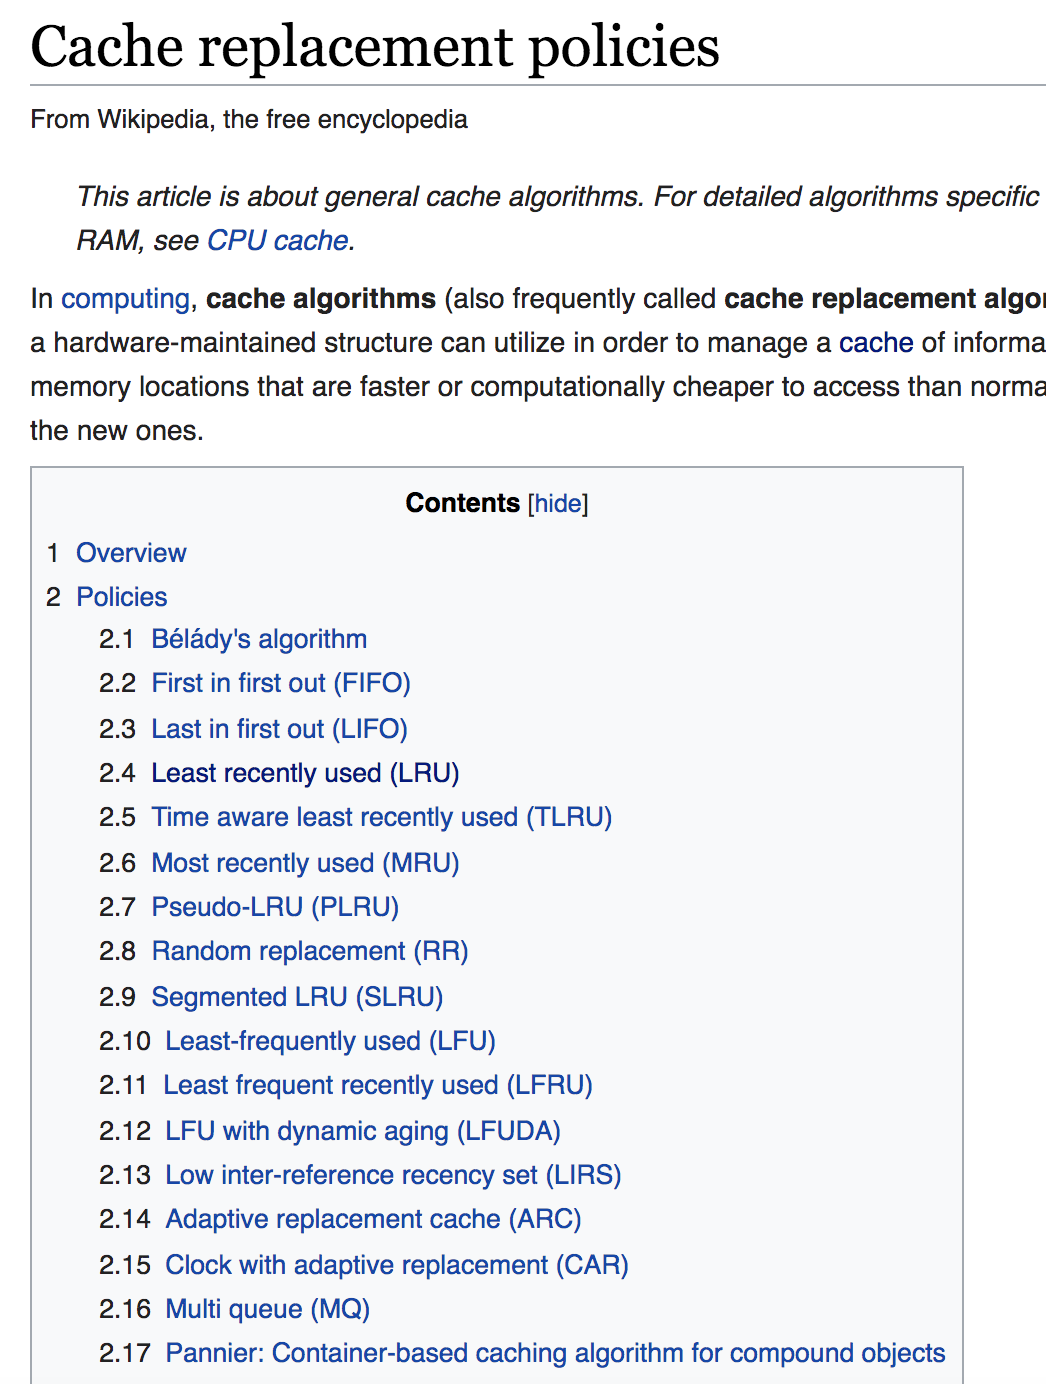 Cache replacement policies
From Wikipedia, the free encyclopedia
This article is about general cache algorithms. For detailed algorithms specific
RAM, see CPU cache.
In computing, cache algorithms (also frequently called cache replacement
a hardware-maintained structure can utilize in order to manage a cache of
memory locations that are faster or computationally cheaper to access than
the new ones.
Contents [hide]
1 Overview
2 Policies
2.1 Bélády's algorithm
2.2 First in first out (FIFO)
2.3 Last in first out (LIFO)
2.4 Least recently used (LRU)
2.5 Time aware least recently used (TLRU)
2.6 Most recently used (MRU)
2.7 Pseudo-LRU (PLRU)
2.8 Random replacement (RR)
2.9 Segmented LRU (SLRU)
2.10 Least-frequently used (LFU)
2.11 Least frequent recently used (LFRU)
2.12 LFU with dynamic aging (LFUDA)
2.13 Low inter-reference recency set (LIRS)
2.14 Adaptive replacement cache (ARC)
2.15 Clock with adaptive replacement (CAR)
2.16 Multi queue (MQ)
2.17 Pannier: Container-based caching algorithm for compound objects